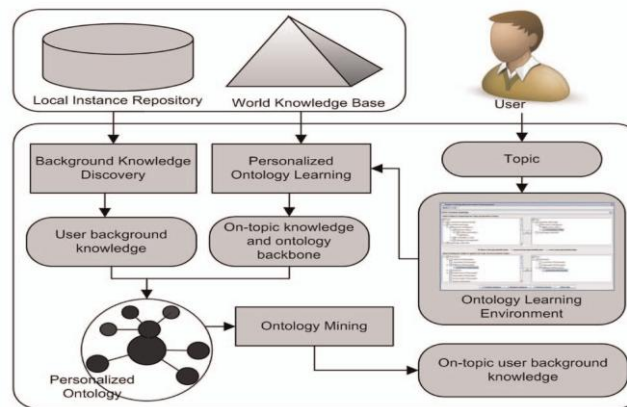 Local Instance Repository
World Knowledge Base
User
Background Knowledge
Discovery
Personalized
Ontology Learning
Topic
User background
knowledge
On-topic knowledge
and ontology
backbone
Ontology Learning
Environment
Ontology Mining
Personalized
Ontology
On-topic user background
knowledge